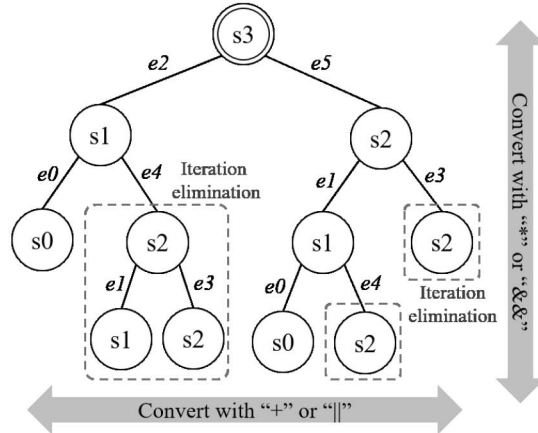 s3
e2
e5
s1
s2
e0
e4
Iteration
elimination
e1
e3
s0
s2
s1
s2
Iteration
elimination
e1
e3
e0
e4
s1
s2
s0
s2
Convert with "*" or "&&"
Convert with "+" or "||"